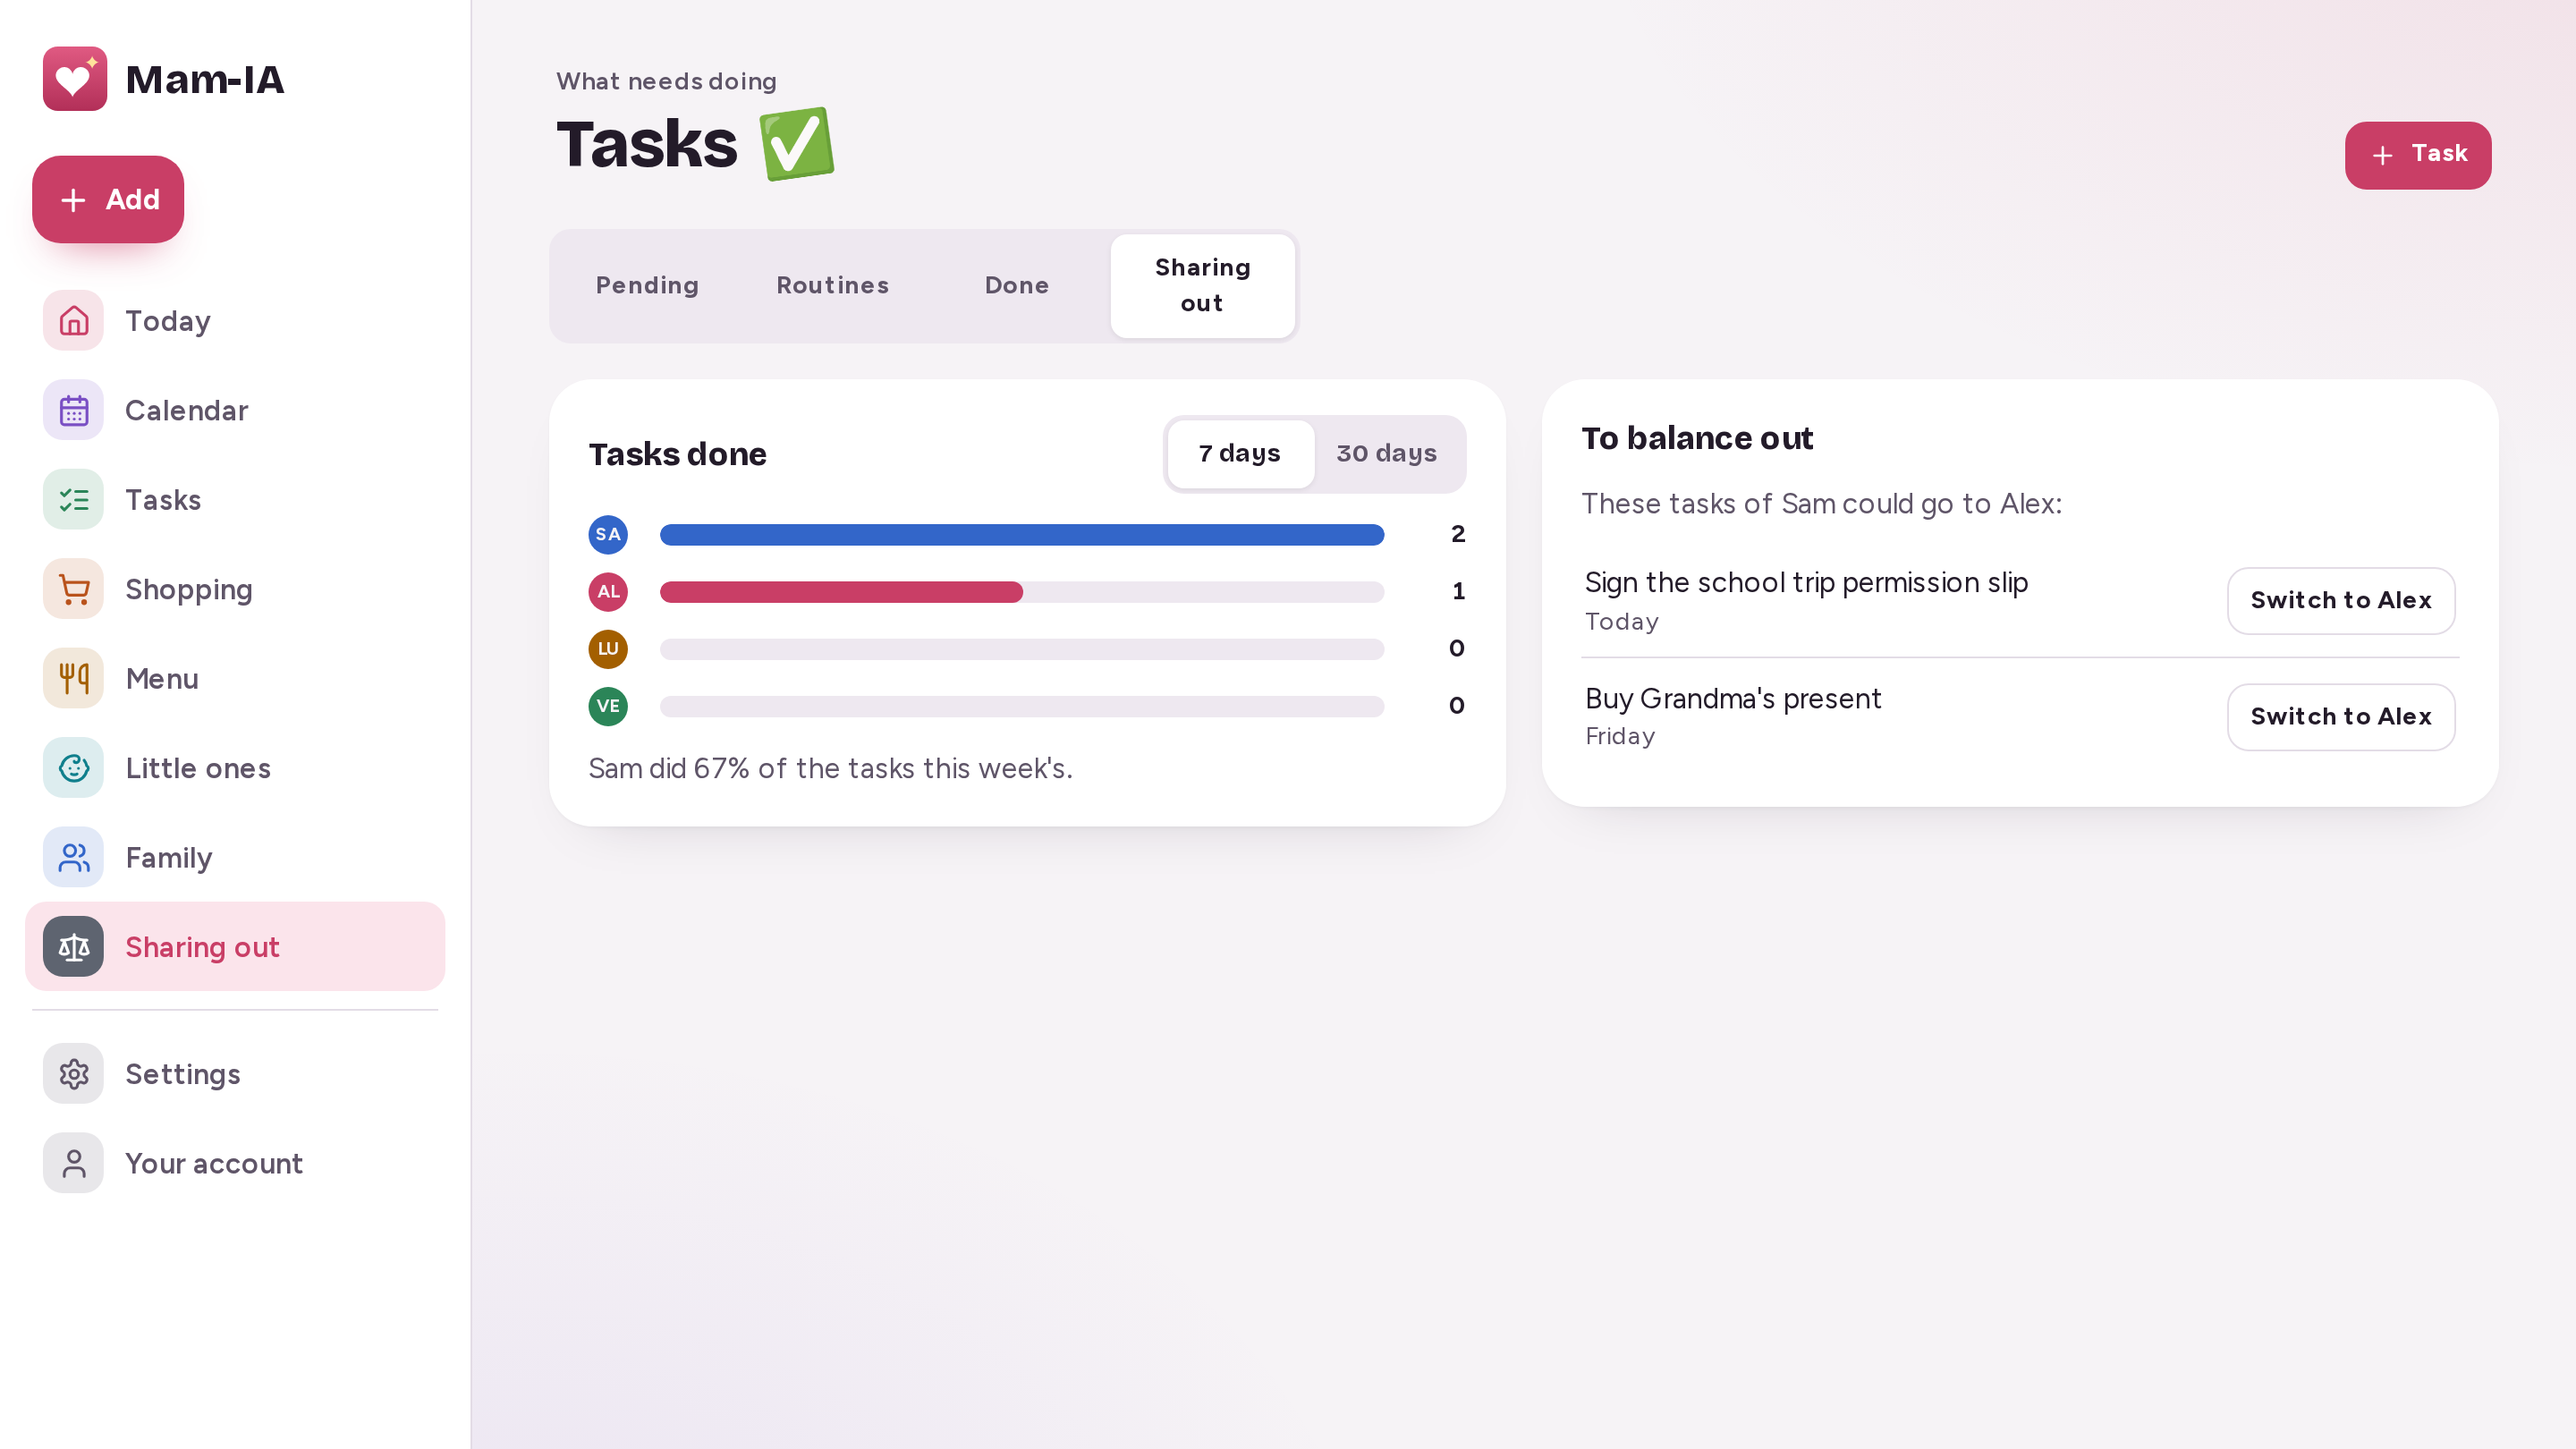 Mam-IA
Add
Today
Calendar
Tasks
Shopping
Menu
Little ones
Family
Sharing out
Settings
Your account
What needs doing
Tasks ✅
Task
Pending
Routines
Done
Sharing
out
Tasks done
7 days
30 days
SA
2
AL
1
LU
0
VE
0
Sam did 67% of the tasks this week's.
To balance out
These tasks of Sam could go to Alex:
Sign the school trip permission slip
Today
Switch to Alex
Buy Grandma's present
Friday
Switch to Alex